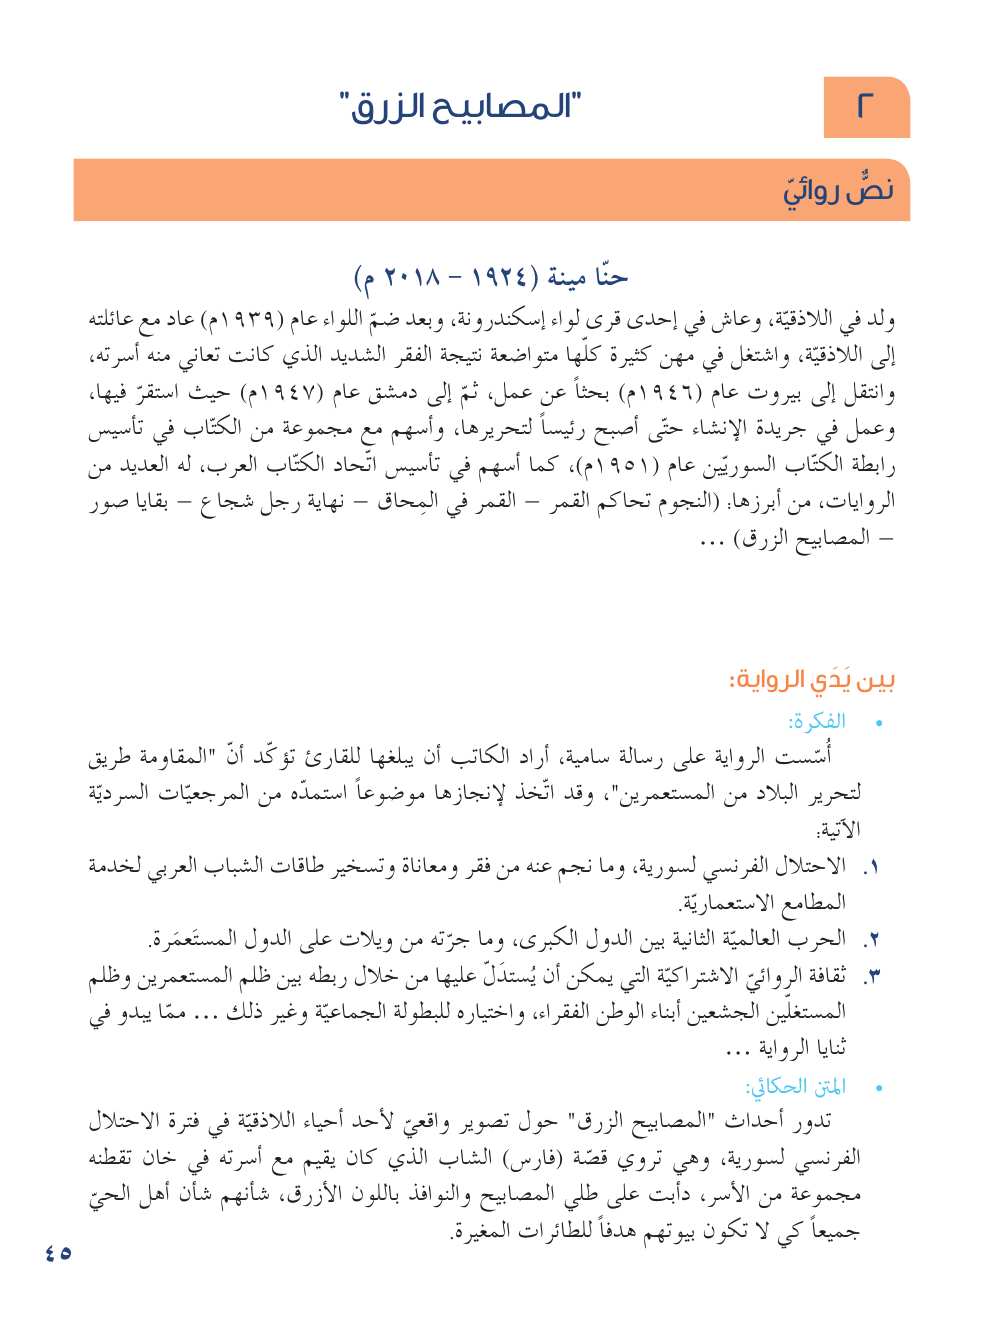 ٢
"المصابيح الزرق"
نصٌّ روائيّ
حنّا مينة (١٩٢٤ – ٢٠١٨ م)
ولد في اللاذقيّة، وعاش في إحدى قرى لواء إسكندرونة، وبعد ضمّ اللواء عام (١٩٣٩م) عاد مع عائلته
إلى اللاذقيّة، واشتغل في مهن كثيرة كلّها متواضعة نتيجة الفقر الشديد الذي كانت تعاني منه أسرته،
وانتقل إلى بيروت عام (١٩٤٦م) بحثاً عن عمل، ثمّ إلى دمشق عام (١٩٤٧م) حيث استقرّ فيها،
وعمل في جريدة الإنشاء حتّى أصبح رئيساً لتحريرها، وأسهم مع مجموعة من الكتّاب في تأسيس
رابطة الكتّاب السوريّين عام (١٩٥١م)، كما أسهم في تأسيس اتّحاد الكتّاب العرب، له العديد من
الروايات، من أبرزها: (النجوم تحاكم القمر – القمر في المِحاق – نهاية رجل شجاع – بقايا صور
– المصابيح الزرق) ...
بين يَدَي الرواية:
• الفكرة:
أُسّست الرواية على رسالة سامية، أراد الكاتب أن يبلغها للقارئ تؤكّد أنّ "المقاومة طريق
لتحرير البلاد من المستعمرين"، وقد اتّخذ لإنجازها موضوعاً استمدّه من المرجعيّات السرديّة
الآتية:
١. الاحتلال الفرنسي لسورية، وما نجم عنه من فقر ومعاناة وتسخير طاقات الشباب العربي لخدمة
المطامع الاستعماريّة.
٢. الحرب العالميّة الثانية بين الدول الكبرى، وما جرّته من ويلات على الدول المستَعمَرة.
٣. ثقافة الروائيّ الاشتراكيّة التي يمكن أن يُستدَلّ عليها من خلال ربطه بين ظلم المستعمرين وظلم
المستغلّين الجشعين أبناء الوطن الفقراء، واختياره للبطولة الجماعيّة وغير ذلك ... ممّا يبدو في
ثنايا الرواية ...
• المتن الحكائي:
تدور أحداث "المصابيح الزرق" حول تصوير واقعيّ لأحد أحياء اللاذقيّة في فترة الاحتلال
الفرنسي لسورية، وهي تروي قصّة (فارس) الشاب الذي كان يقيم مع أسرته في خان تقطنه
مجموعة من الأسر، دأبت على طلي المصابيح والنوافذ باللون الأزرق، شأنهم شأن أهل الحيّ
جميعاً كي لا تكون بيوتهم هدفاً للطائرات المغيرة.
٤٥